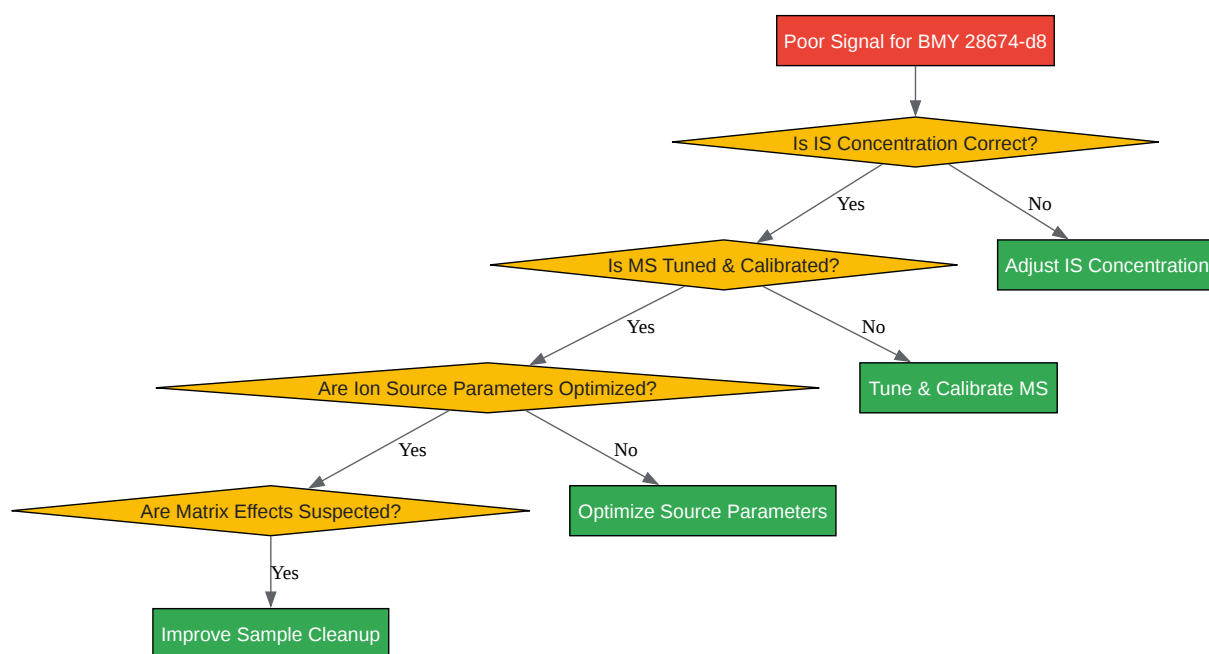 Poor Signal for BMY 28674-d8
Is IS Concentration Correct?
Yes
No
Is MS Tuned & Calibrated?
Adjust IS Concentration
Yes
No
Are Ion Source Parameters Optimized?
Tune & Calibrate MS
Yes
No
Are Matrix Effects Suspected?
Optimize Source Parameters
Yes
Improve Sample Cleanup